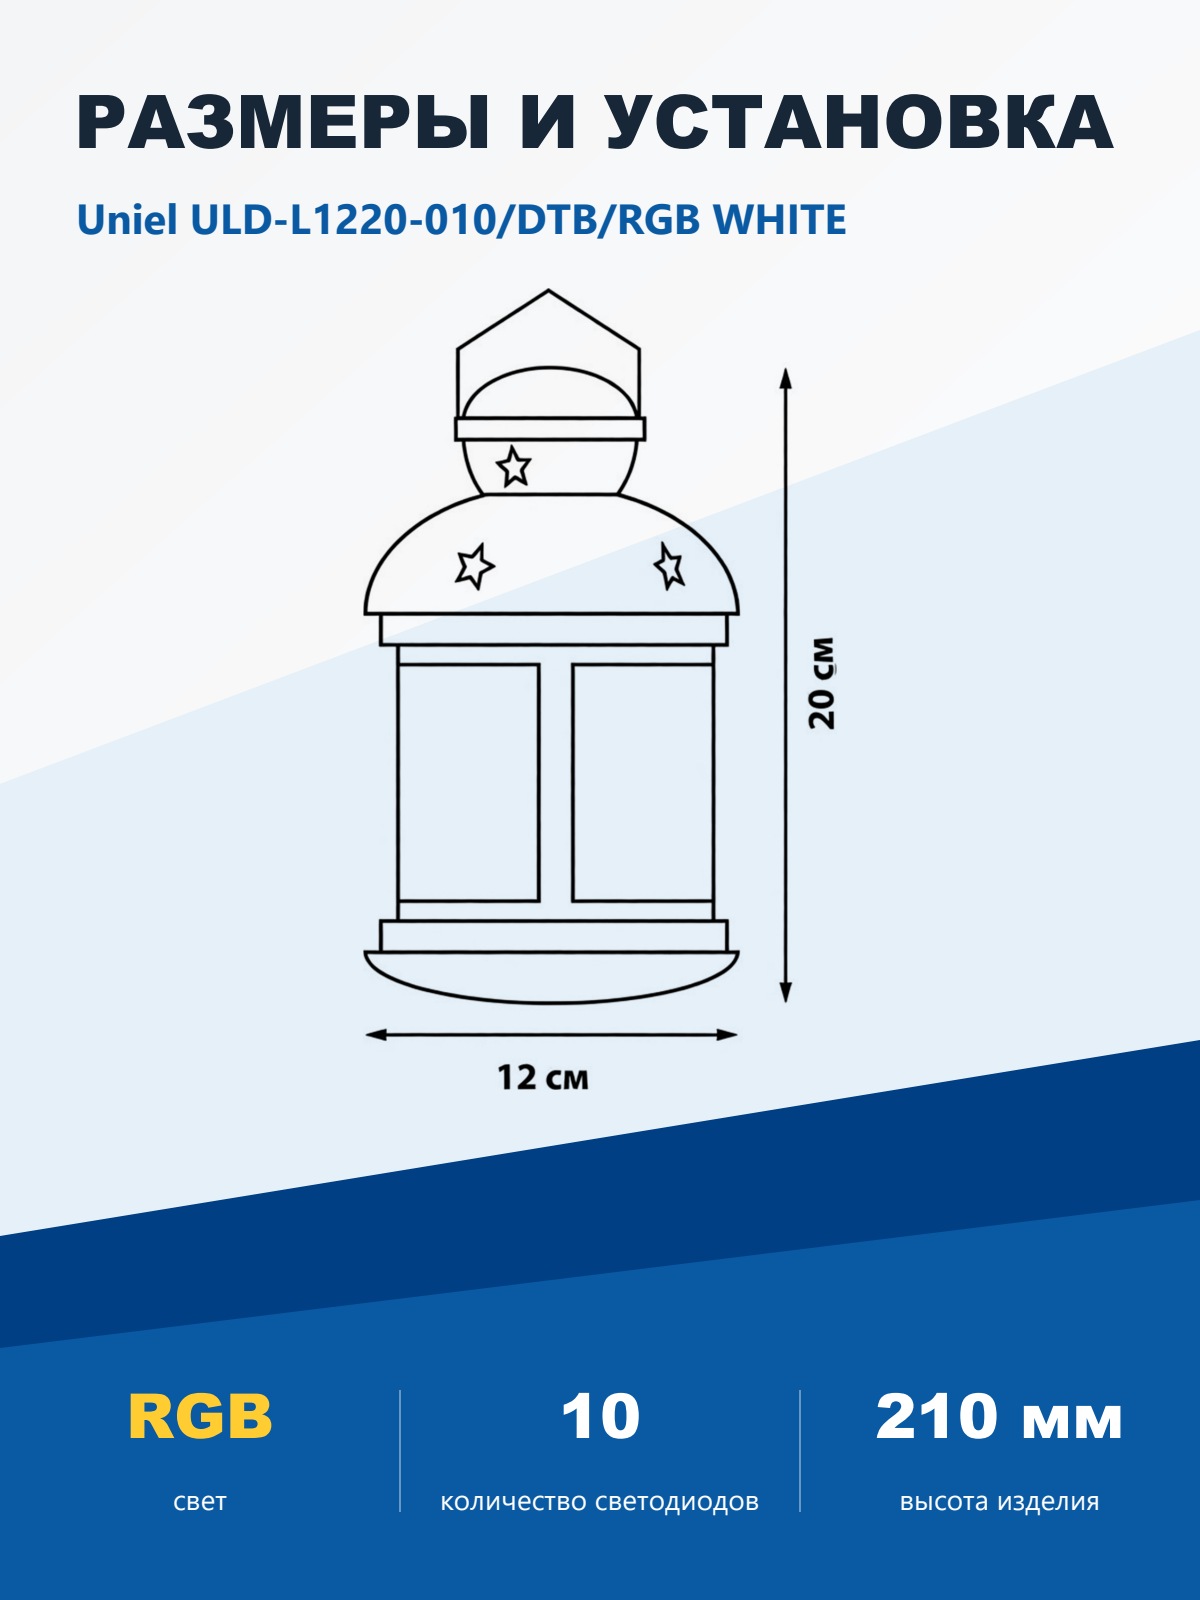 РАЗМЕРЫ И УСТАНОВКА
Uniel ULD-L1220-010/DTB/RGB WHITE
20 см
12 см
RGB
свет
10
количество светодиодов
210 мм
высота изделия